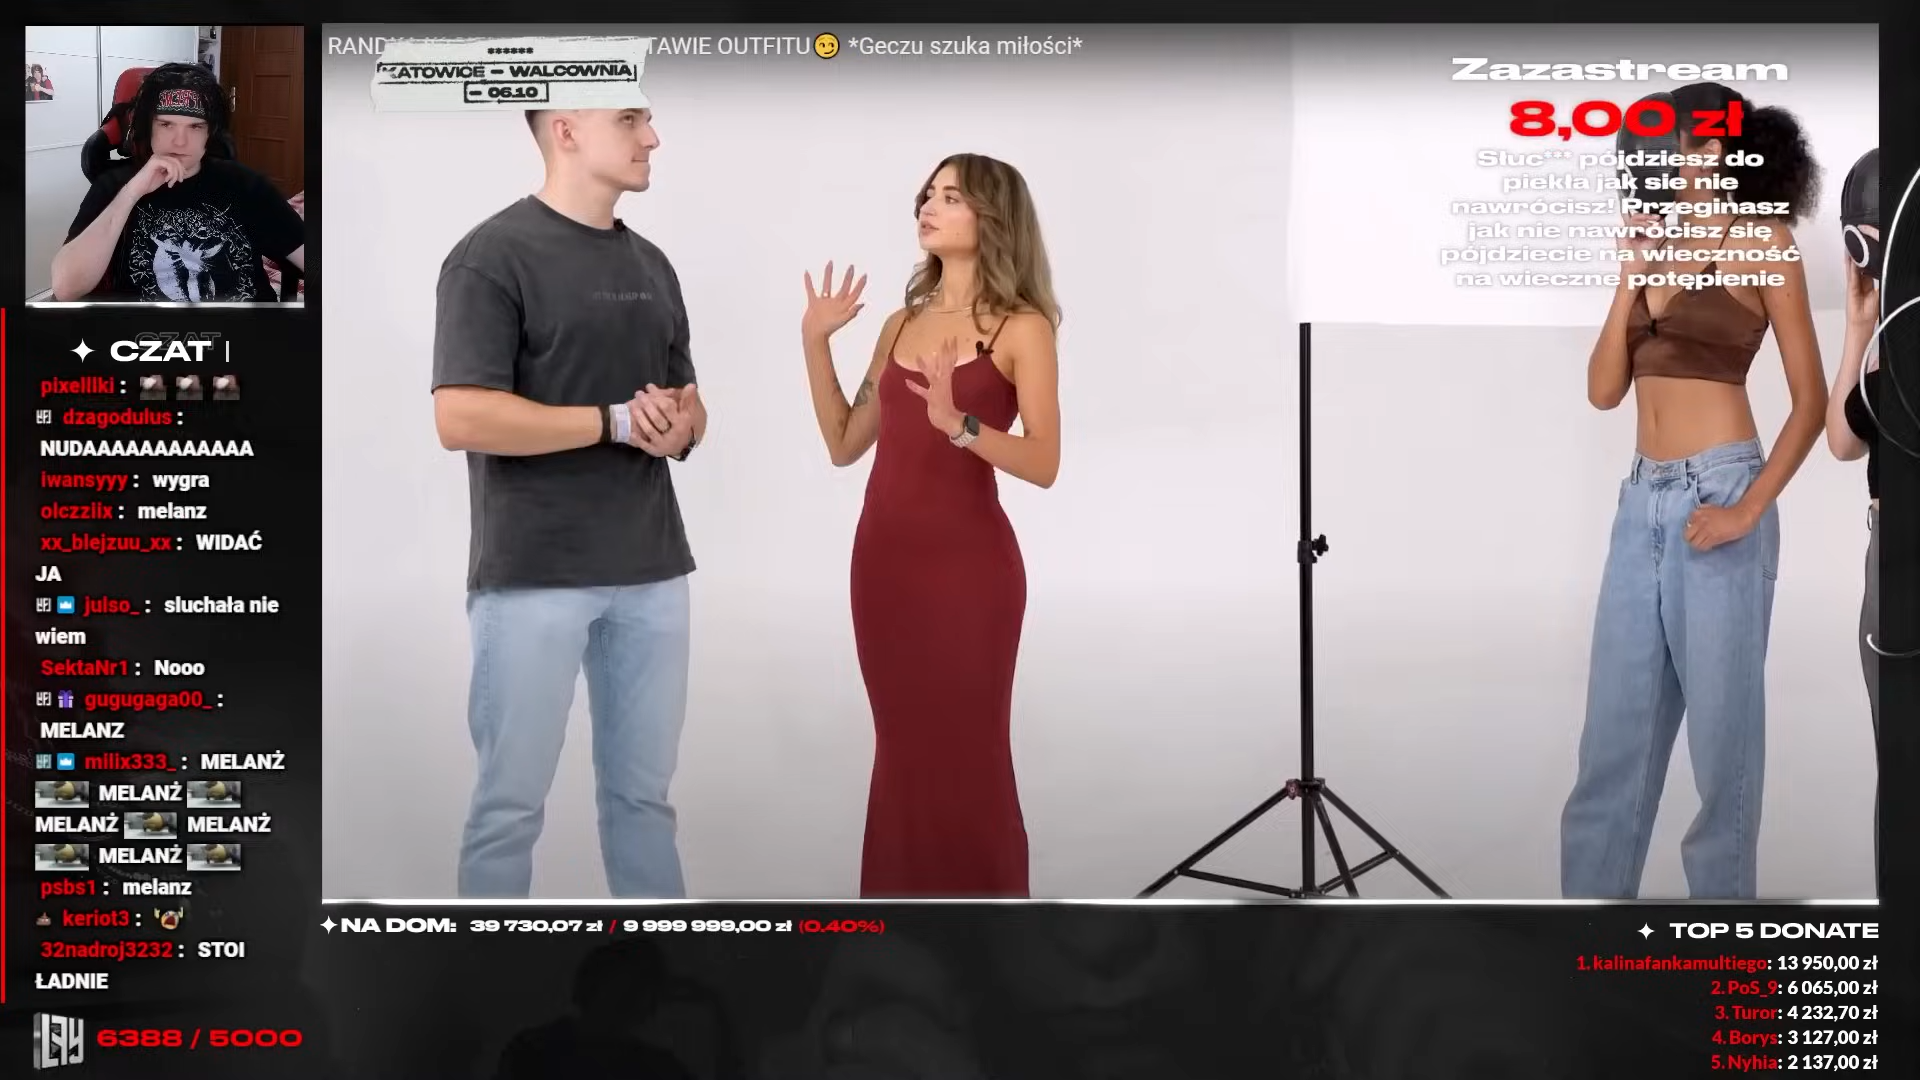 RAND TAWIE OUTFITU😏 *Geczu szuka miłości*
******
KATOWICE – WALCOWNIA
– 06.10
Zazastream
8,00 zł
Słuc*** pójdziesz do
piekła jak sie nie
nawrócisz! Przeginasz
jak nie nawrócisz się
pójdziecie na wieczność
na wieczne potępienie
✦ CZAT |
pixelliki :
dzagodulus :
NUDAAAAAAAAAAAA
iwansyyy : wygra
olczziix : melanz
xx_blejzuu_xx : WIDAĆ
JA
julso_ : sluchała nie
wiem
SektaNr1 : Nooo
gugugaga00_ :
MELANZ
milix333_ : MELANŻ
MELANŻ
MELANŻ MELANŻ
MELANŻ
psbs1 : melanz
keriot3 :
32nadroj3232 : STOI
ŁADNIE
6388 / 5000
✦ NA DOM: 39 730,07 zł / 9 999 999,00 zł (0.40%)
✦ TOP 5 DONATE
1. kalinafankamultiego: 13 950,00 zł
2. PoS_9: 6 065,00 zł
3. Turor: 4 232,70 zł
4. Borys: 3 127,00 zł
5. Nyhia: 2 137,00 zł